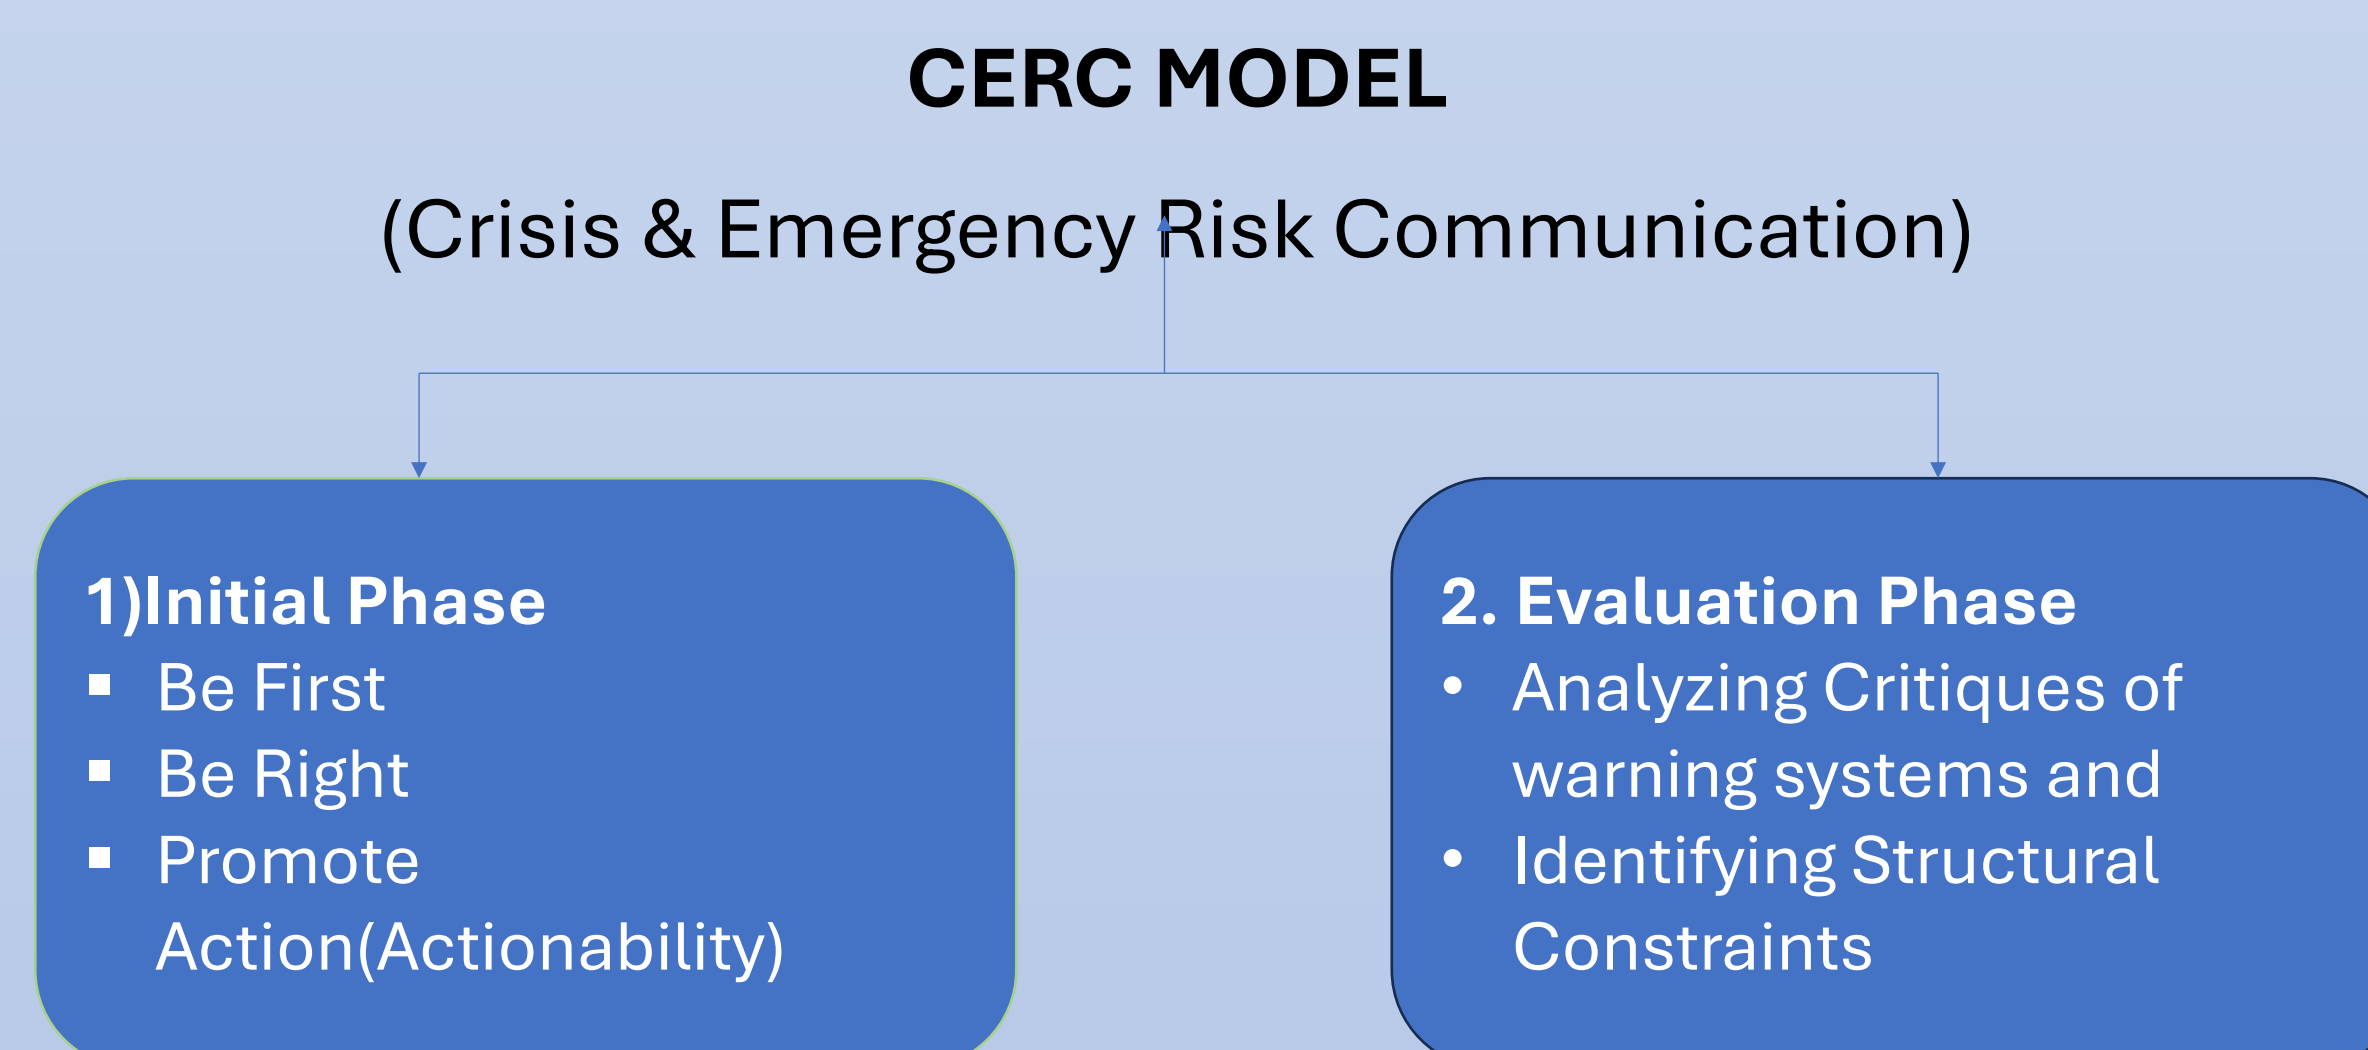 CERC MODEL
(Crisis & Emergency Risk Communication)
1)Initial Phase
▪ Be First
▪ Be Right
▪ Promote
Action(Actionability)
2. Evaluation Phase
• Analyzing Critiques of
warning systems and
• Identifying Structural
Constraints